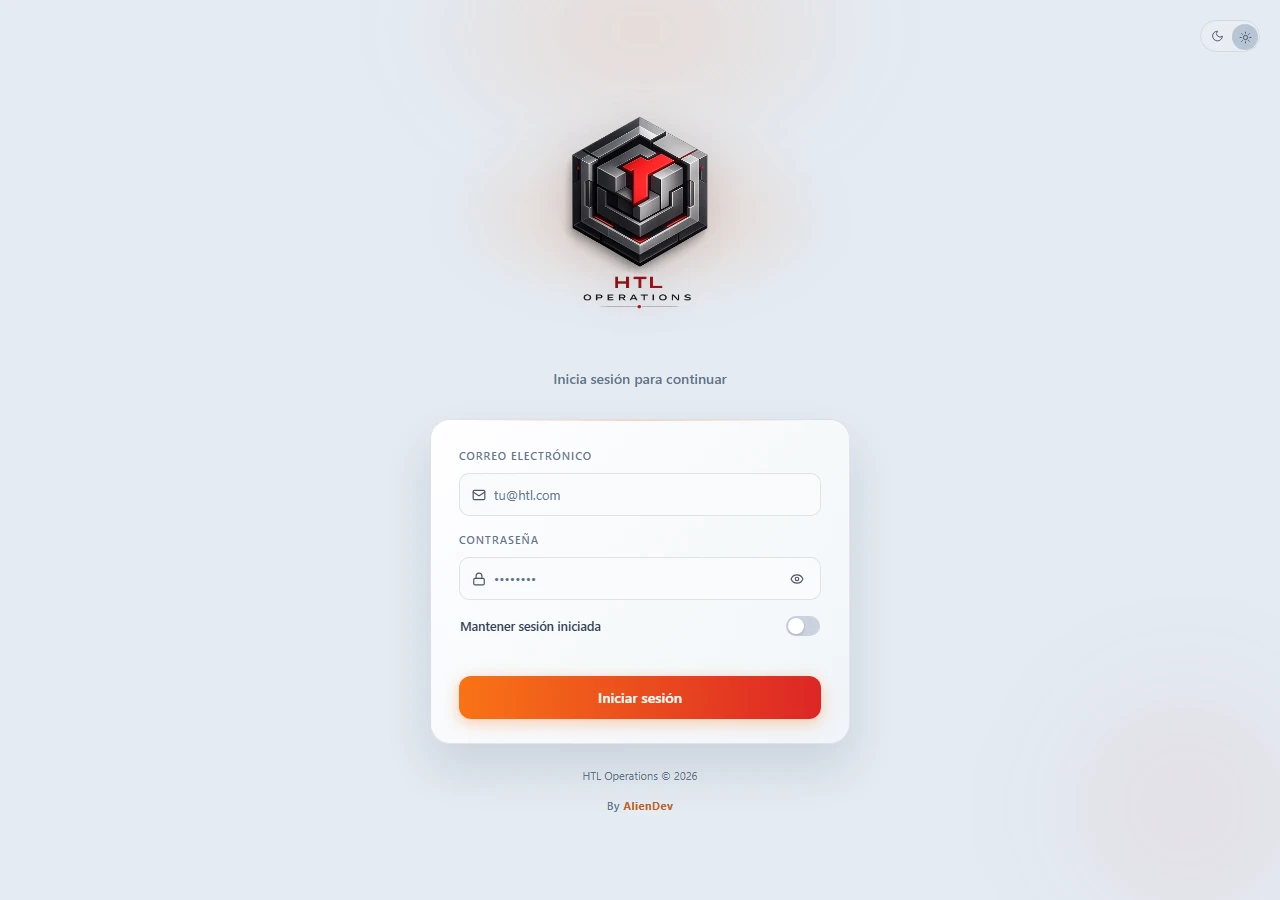 HTL
OPERATIONS
Inicia sesión para continuar
CORREO ELECTRÓNICO
tu@htl.com
CONTRASEÑA
••••••••
Mantener sesión iniciada
Iniciar sesión
HTL Operations © 2026
By AlienDev